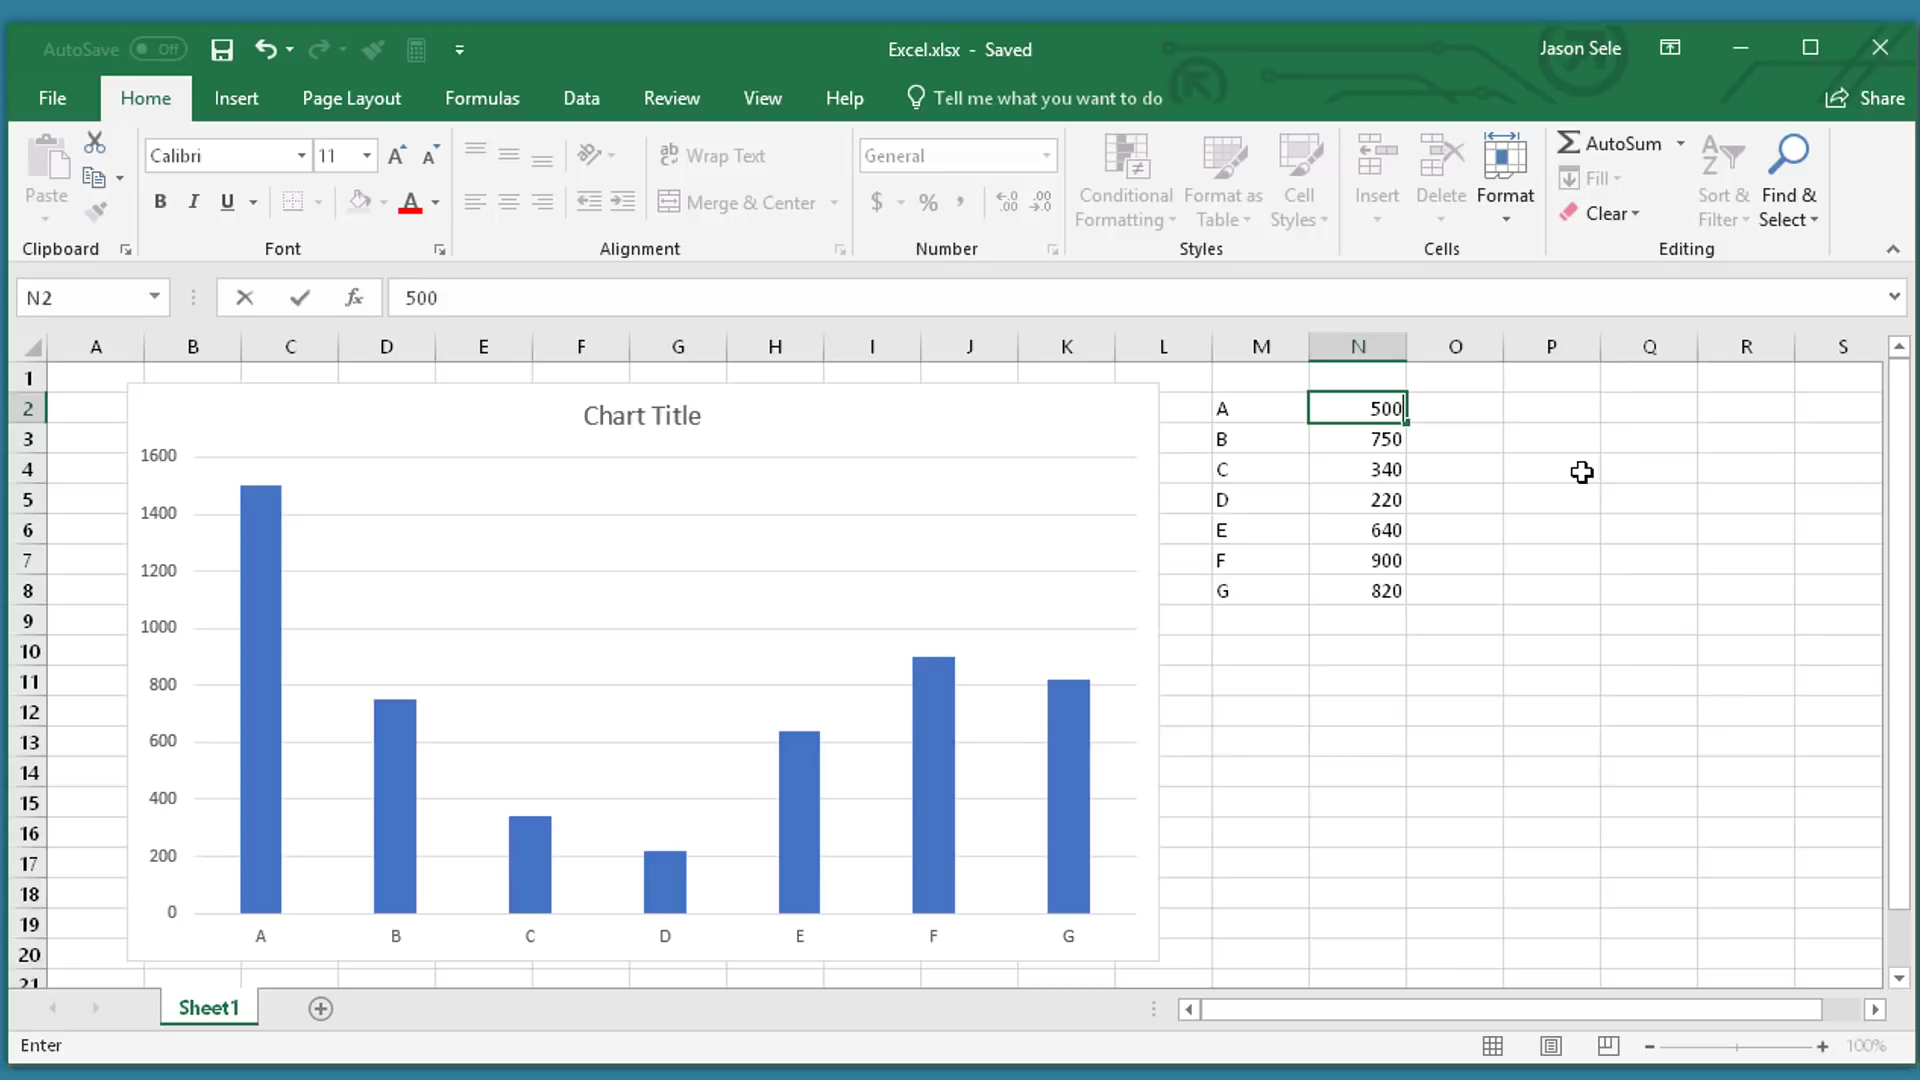 AutoSave Off Excel.xlsx - Saved Jason Sele
File Home Insert Page Layout Formulas Data Review View Help Tell me what you want to do Share
Paste Calibri 11 A A ab Wrap Text General Conditional Formatting Format as Table Cell Styles Insert Delete Format AutoSum Sort & Filter Find & Select
B I U A Merge & Center $ % , .00 .00 Fill
Clear
Clipboard Font Alignment Number Styles Cells Editing
N2 fx 500
A B C D E F G H I J K L M N O P Q R S
1
2 A 500
3 B 750
4 C 340
5 D 220
6 E 640
7 F 900
8 G 820
9
10
11
12
13
14
15
16
17
18
19
20
21
Chart Title
1600
1400
1200
1000
800
600
400
200
0
A B C D E F G
Sheet1
Enter 100%